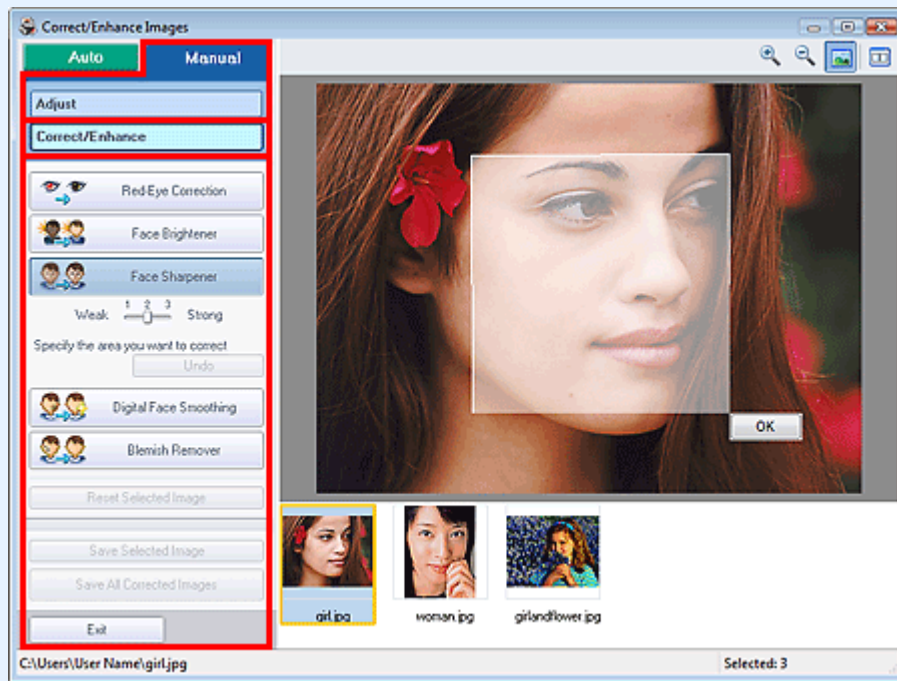 Correct/Enhance Images
Auto
Manual
Adjust
Correct/Enhance
Red-Eye Correction
Face Brightener
Face Sharpener
1 2 3
Weak Strong
Specify the area you want to correct
Undo
Digital Face Smoothing
Blemish Remover
Reset Selected Image
Save Selected Image
Save All Corrected Images
Exit
OK
girl.jpg woman.jpg girlandflower.jpg
C:\Users\User Name\girl.jpg Selected: 3